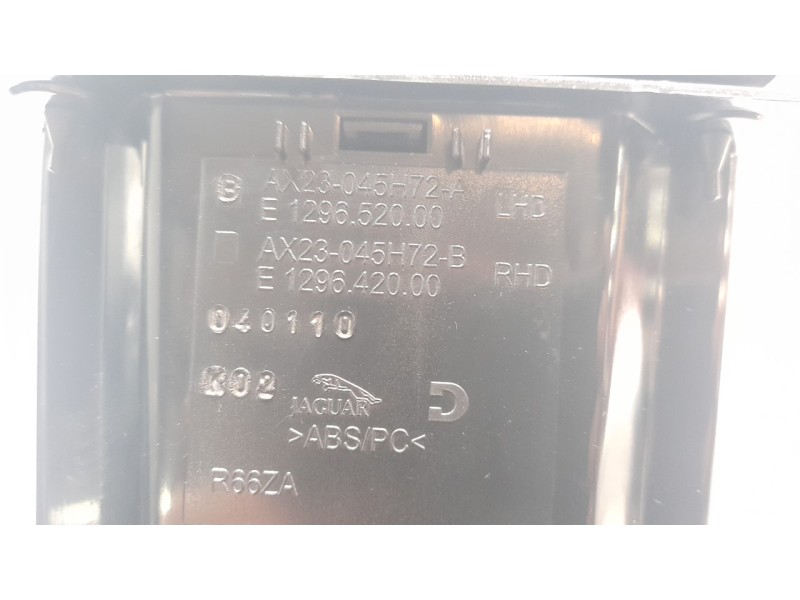 AX23-045H72-A LHD
E 1296.520.00
AX23-045H72-B RHD
E 1296.420.00
040110
JAGUAR
>ABS/PC<
R66ZA